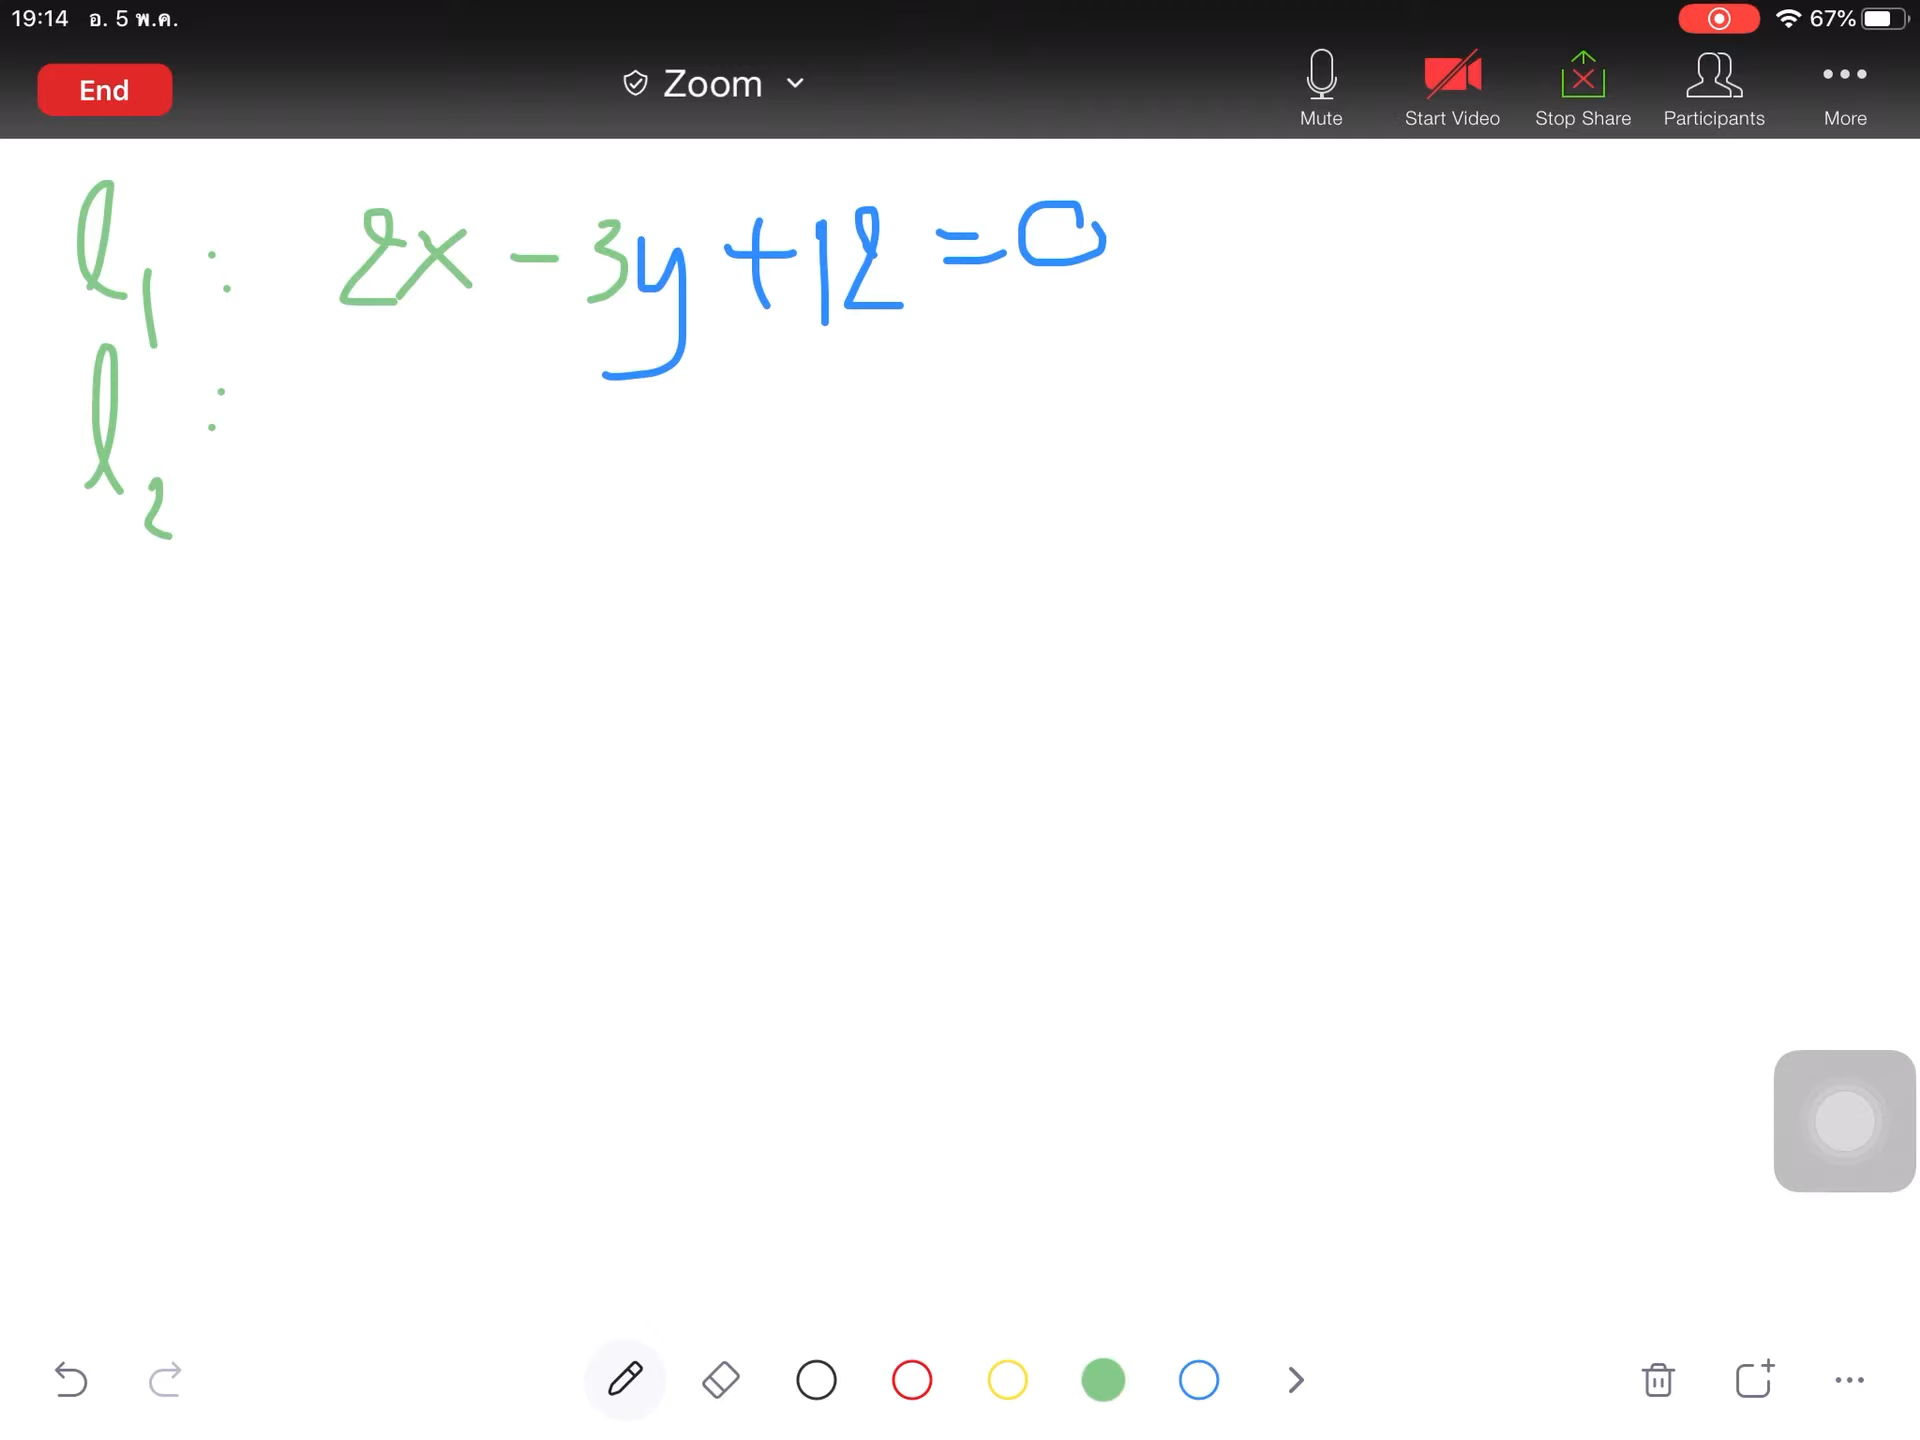 19:14 อ. 5 พ.ค. 67%
End Zoom Mute Start Video Stop Share Participants More
l₁ : 2x - 3y + 12 = 0
l₂ :